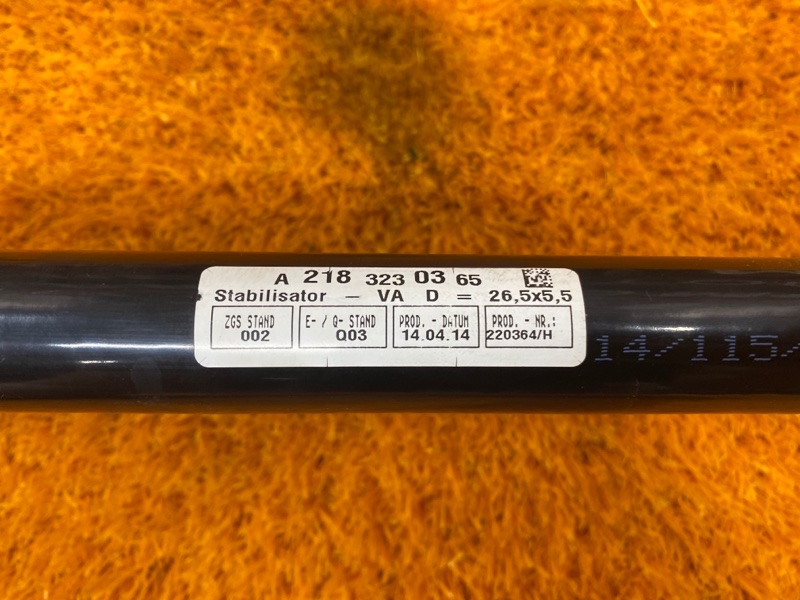 A 218 323 03 65
Stabilisator - VA D = 26,5x5,5
ZGS STAND E- / Q- STAND PROD. - DATUM PROD. - NR.:
002 Q03 14.04.14 220364/H
14/115/